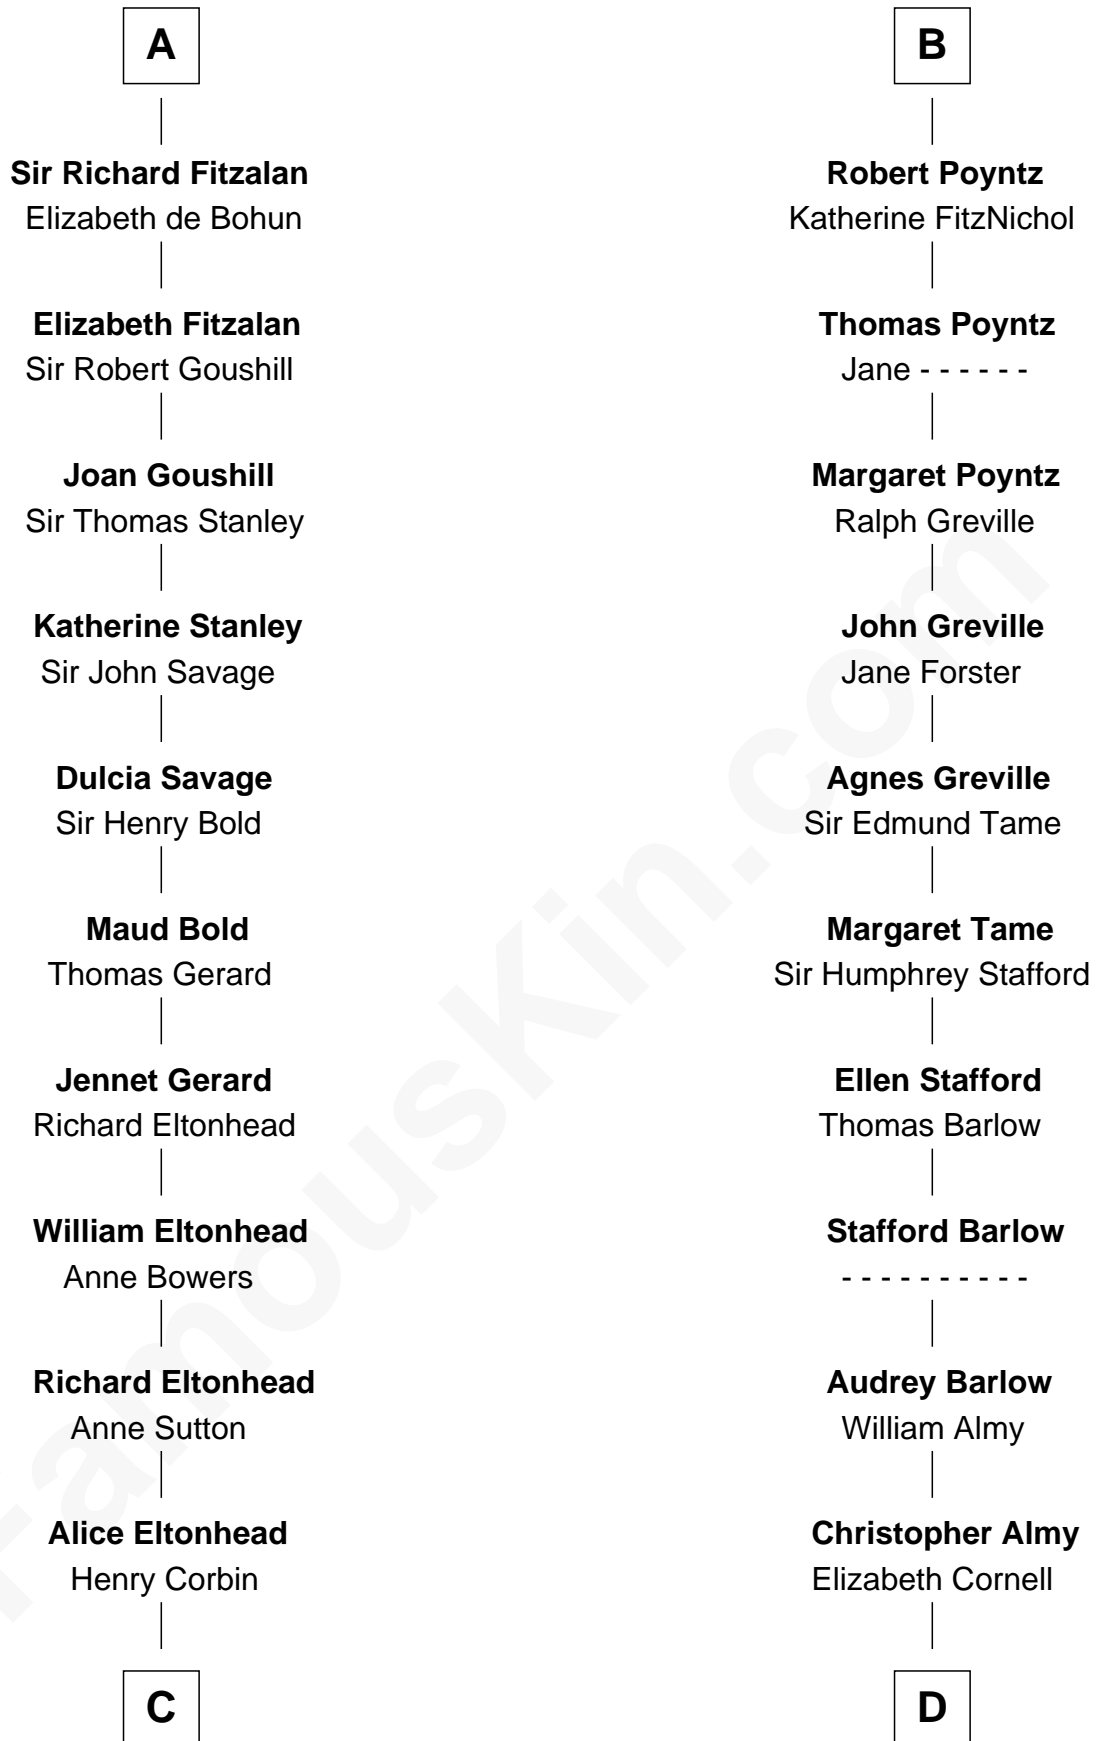 A
Sir Richard Fitzalan
Elizabeth de Bohun
Elizabeth Fitzalan
Sir Robert Goushill
Joan Goushill
Sir Thomas Stanley
Katherine Stanley
Sir John Savage
Dulcia Savage
Sir Henry Bold
Maud Bold
Thomas Gerard
Jennet Gerard
Richard Eltonhead
William Eltonhead
Anne Bowers
Richard Eltonhead
Anne Sutton
Alice Eltonhead
Henry Corbin
C
B
Robert Poyntz
Katherine FitzNichol
Thomas Poyntz
Jane - - - - - -
Margaret Poyntz
Ralph Greville
John Greville
Jane Forster
Agnes Greville
Sir Edmund Tame
Margaret Tame
Sir Humphrey Stafford
Ellen Stafford
Thomas Barlow
Stafford Barlow
- - - - - - - - - -
Audrey Barlow
William Almy
Christopher Almy
Elizabeth Cornell
D
FamousKin.com